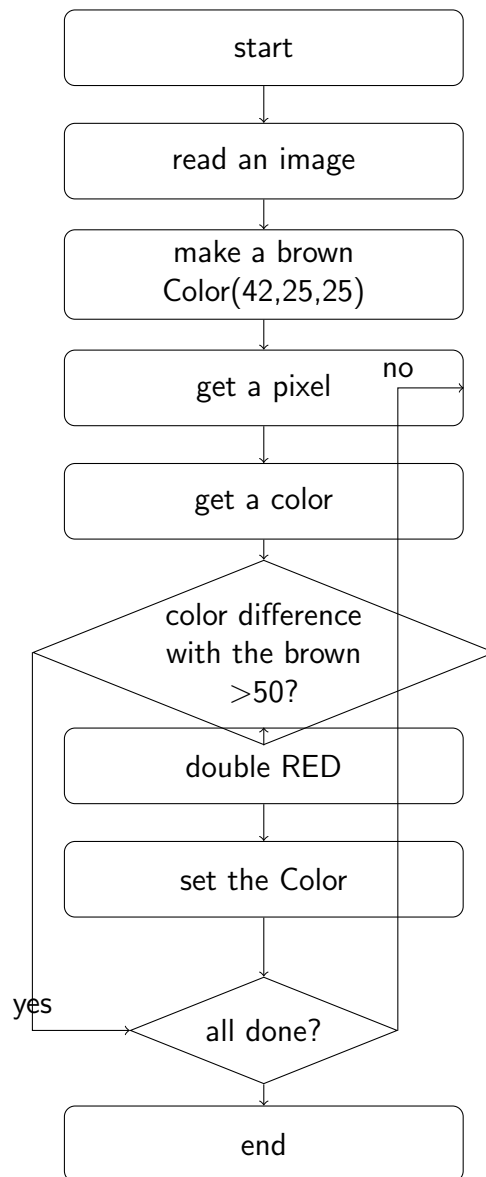 start
read an image
make a brown
Color(42,25,25)
no
get a pixel
get a color
color difference
with the brown
>50?
double RED
set the Color
yes
all done?
end